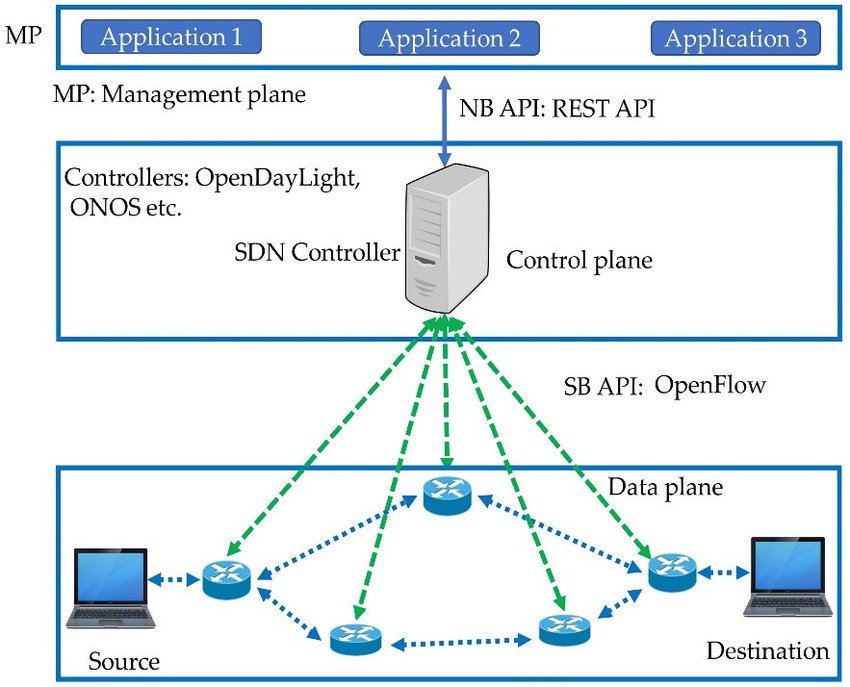 MP
Application 1
Application 2
Application 3
MP: Management plane
NB API: REST API
Controllers: OpenDayLight,
ONOS etc.
SDN Controller
Control plane
SB API: OpenFlow
Data plane
Source
Destination